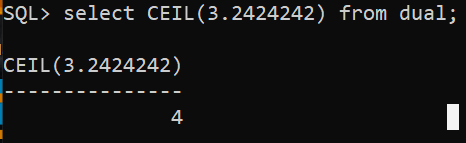 SQL> select CEIL(3.2424242) from dual;
CEIL(3.2424242)
---------------
4